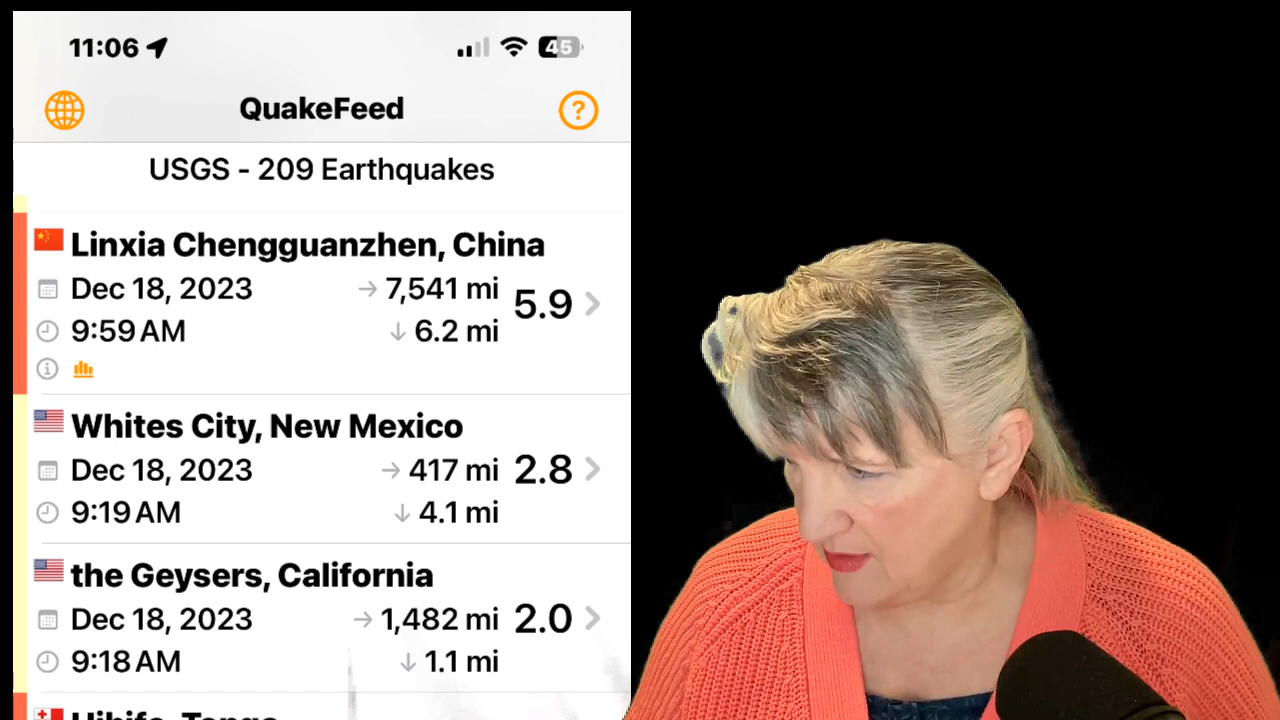 11:06
45
QuakeFeed
?
USGS - 209 Earthquakes
Linxia Chengguanzhen, China
Dec 18, 2023 → 7,541 mi 5.9
9:59 AM ↓ 6.2 mi
Whites City, New Mexico
Dec 18, 2023 → 417 mi 2.8
9:19 AM ↓ 4.1 mi
the Geysers, California
Dec 18, 2023 → 1,482 mi 2.0
9:18 AM ↓ 1.1 mi
Hihifo, Tonga